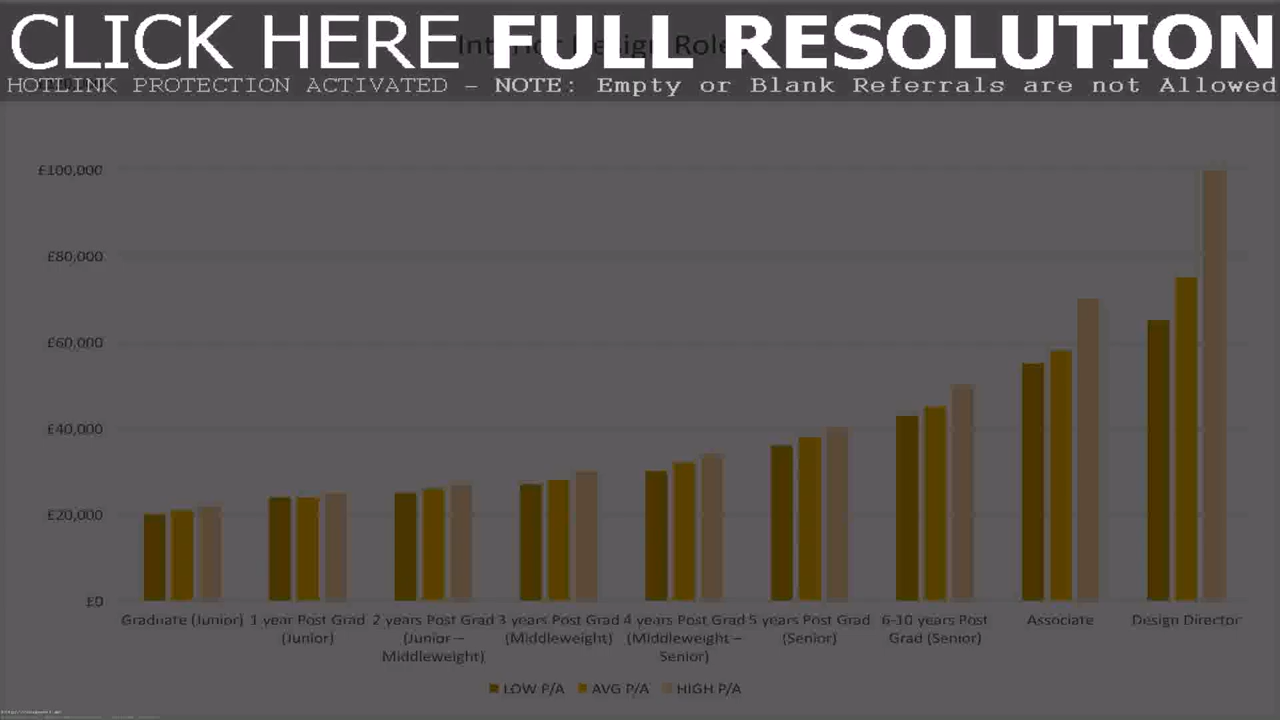 CLICK HERE FULL RESOLUTION
Interior Design Roles
HOTLINK PROTECTION ACTIVATED - NOTE: Empty or Blank Referrals are not Allowed
£100,000
£80,000
£60,000
£40,000
£20,000
£0
Graduate (Junior) 1 year Post Grad 2 years Post Grad 3 years Post Grad 4 years Post Grad 5 years Post Grad 6-10 years Post Associate Design Director
(Junior) (Junior – (Middleweight) (Middleweight – (Senior) Grad (Senior)
Middleweight) Senior)
LOW P/A AVG P/A HIGH P/A